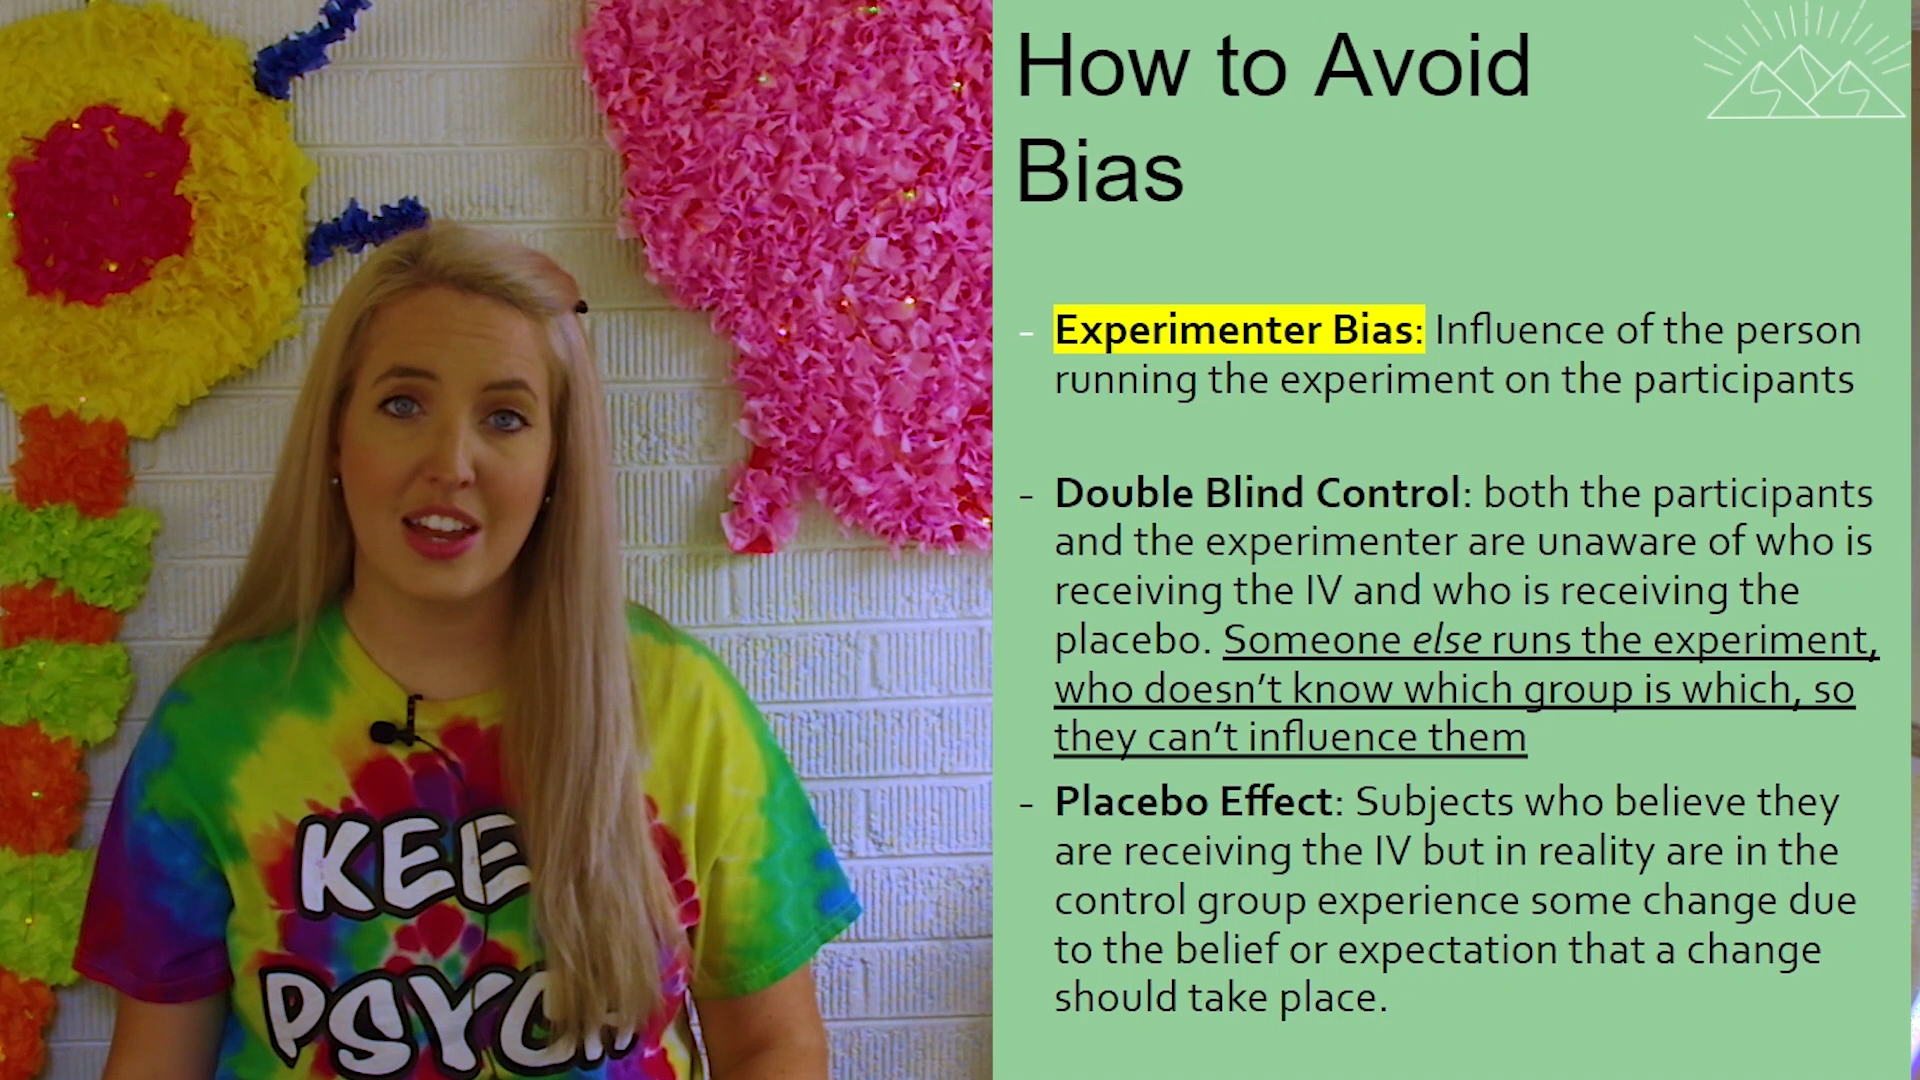 How to Avoid
Bias
- Experimenter Bias: Influence of the person
running the experiment on the participants
- Double Blind Control: both the participants
and the experimenter are unaware of who is
receiving the IV and who is receiving the
placebo. Someone else runs the experiment,
who doesn’t know which group is which, so
they can’t influence them
- Placebo Effect: Subjects who believe they
are receiving the IV but in reality are in the
control group experience some change due
to the belief or expectation that a change
should take place.
KEE
PSYCH